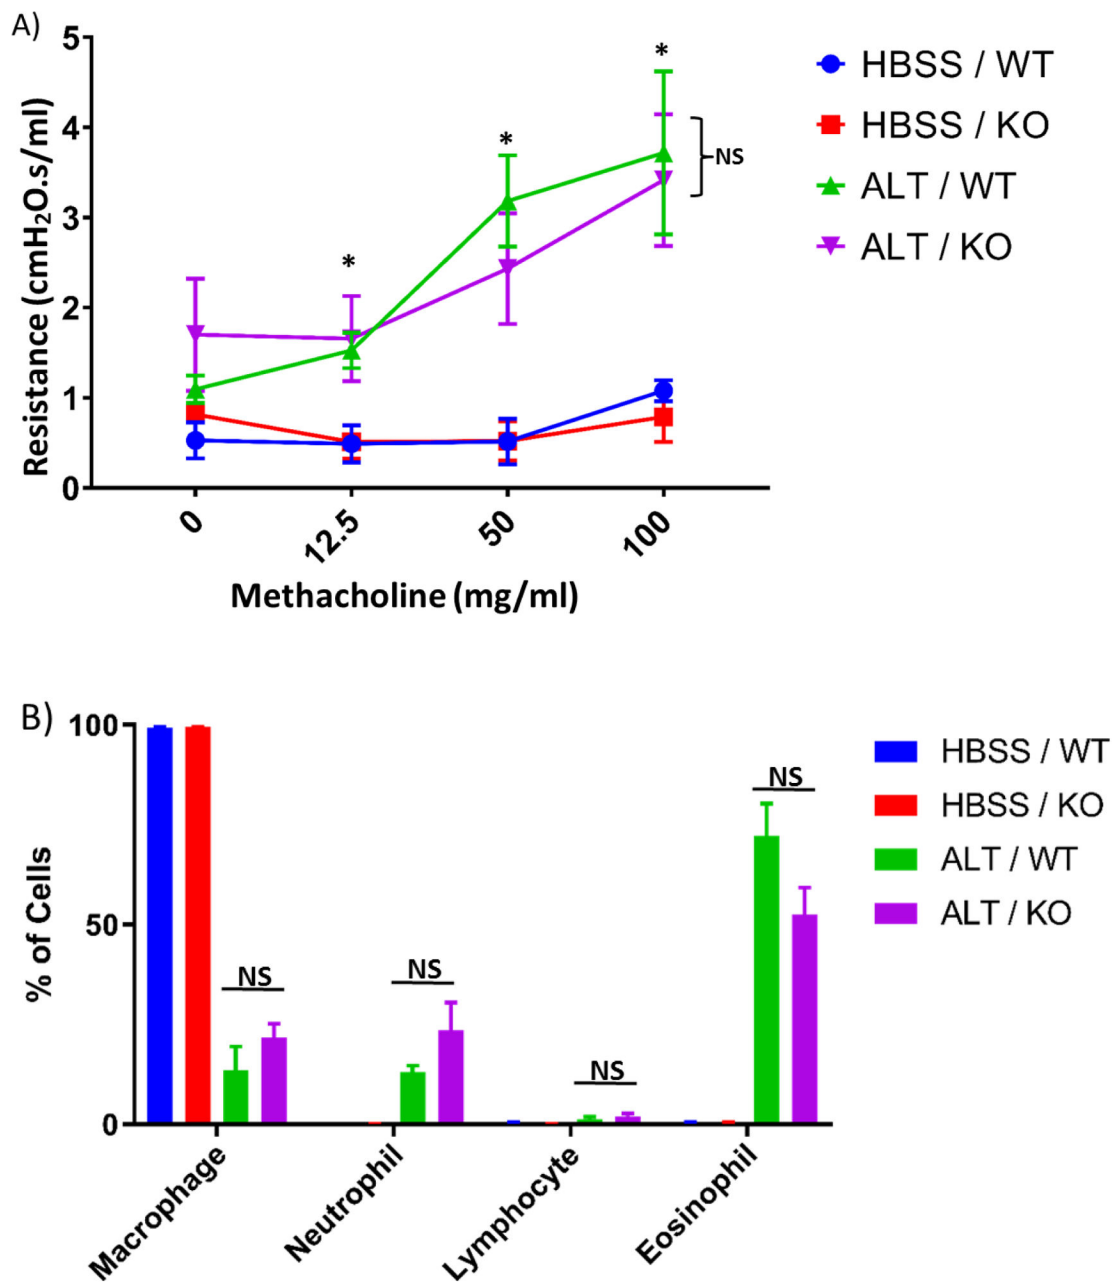 A)
5
4
3
2
1
0
Resistance (cmH₂O.s/ml)
*
*
*
NS
0
12.5
50
100
Methacholine (mg/ml)
HBSS / WT
HBSS / KO
ALT / WT
ALT / KO
B)
100
50
0
% of Cells
NS
NS
NS
NS
Macrophage
Neutrophil
Lymphocyte
Eosinophil
HBSS / WT
HBSS / KO
ALT / WT
ALT / KO